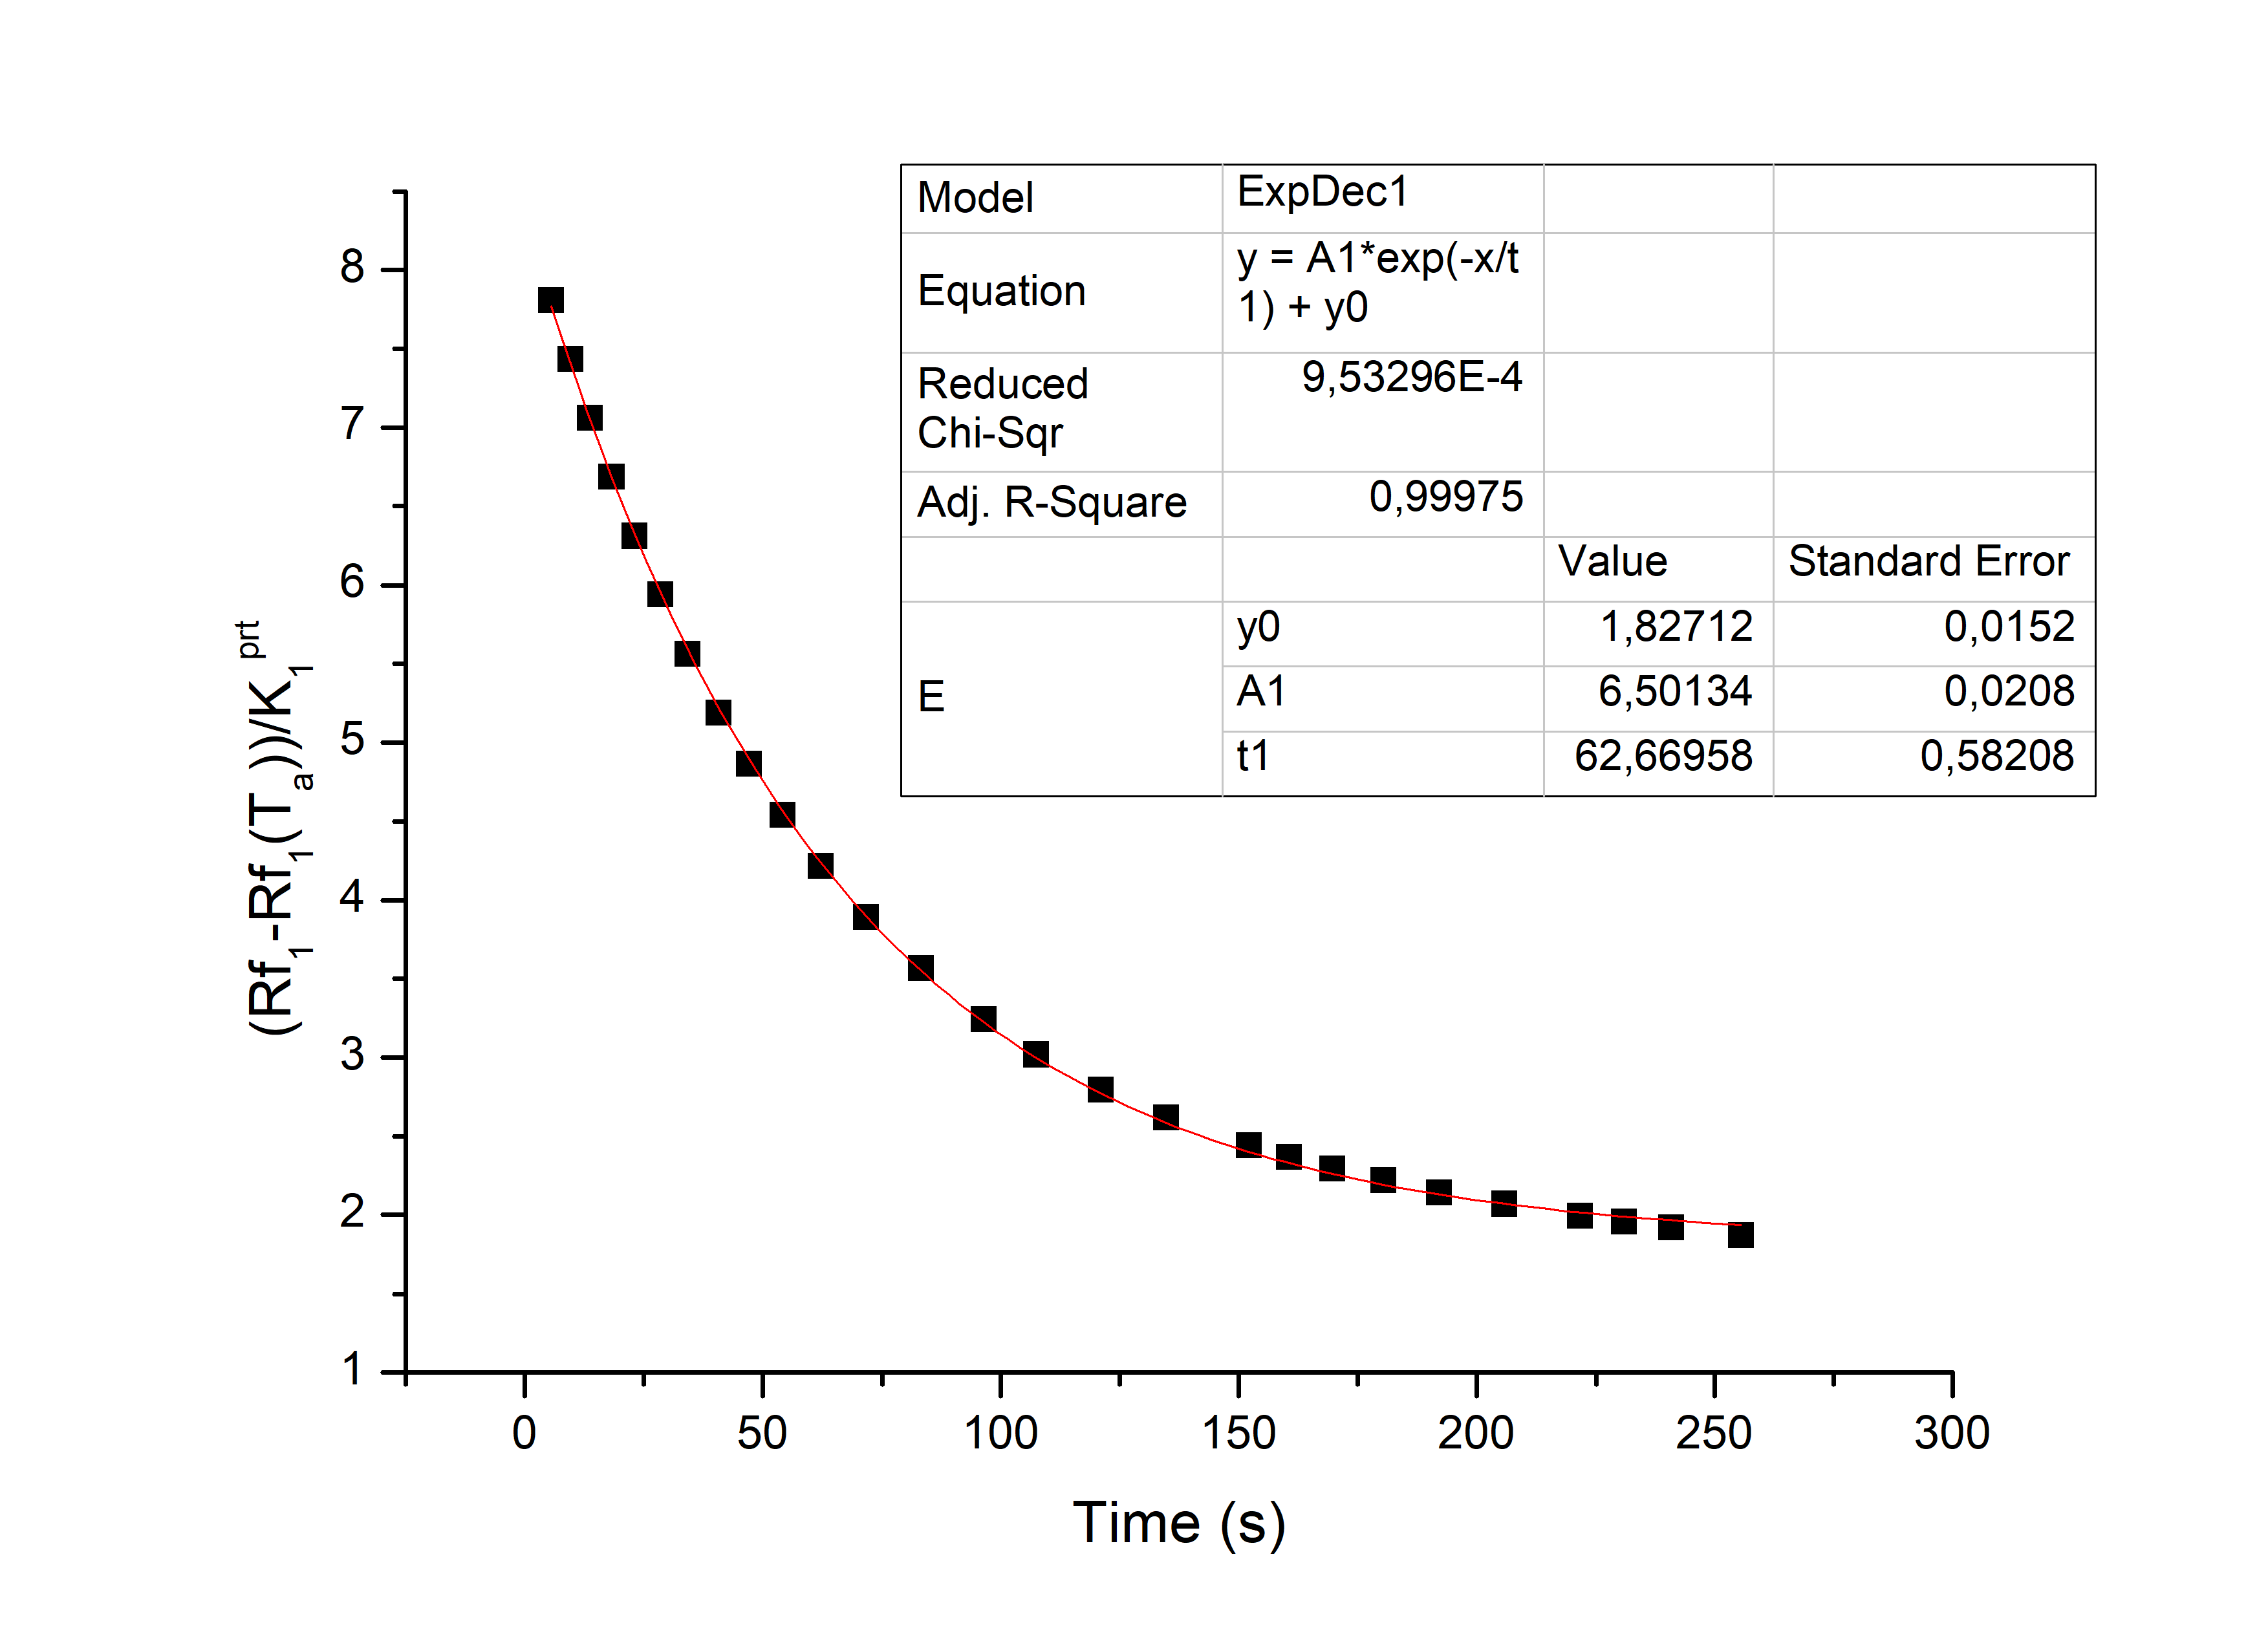 Model ExpDec1
Equation y = A1*exp(-x/t
1) + y0
Reduced
Chi-Sqr 9,53296E-4
Adj. R-Square 0,99975
Value Standard Error
E y0 1,82712 0,0152
A1 6,50134 0,0208
t1 62,66958 0,58208
(Rf1-Rf1(Ta))/K1prt
8
7
6
5
4
3
2
1
0 50 100 150 200 250 300
Time (s)